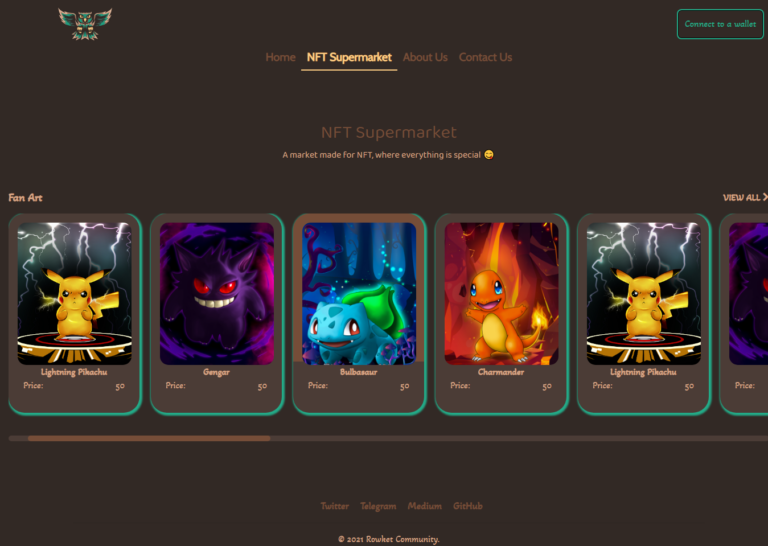 Connect to a wallet
Home NFT Supermarket About Us Contact Us
NFT Supermarket
A market made for NFT, where everything is special 😋
Fan Art VIEW ALL
Lightning Pikachu Gengar Bulbasaur Charmander Lightning Pikachu
Price: 50 Price: 50 Price: 50 Price: 50 Price: 50 Price:
Twitter Telegram Medium GitHub
© 2021 Rowket Community.